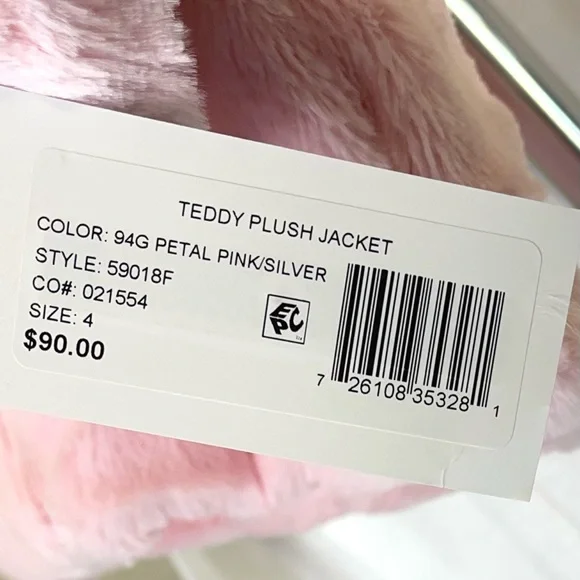 TEDDY PLUSH JACKET
COLOR: 94G PETAL PINK/SILVER
STYLE: 59018F
CO#: 021554
SIZE: 4
$90.00
EPC
7 26108 35328 1